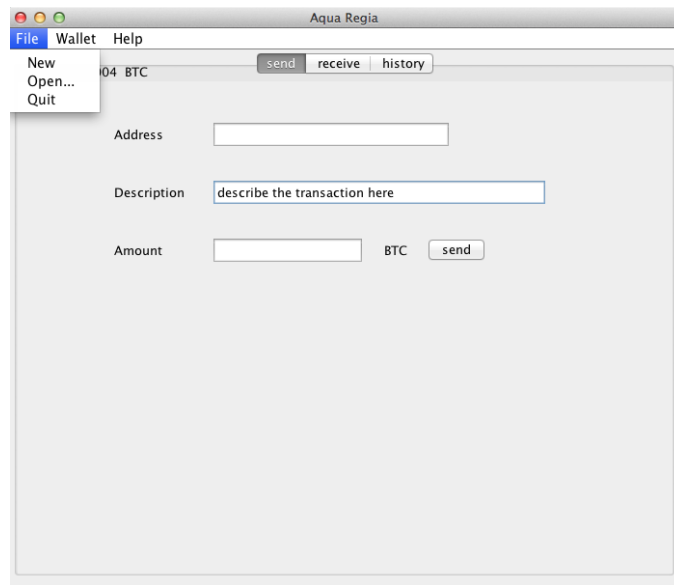 Aqua Regia
File Wallet Help
send receive history
New
04 BTC
Open...
Quit
Address
Description describe the transaction here
Amount BTC send